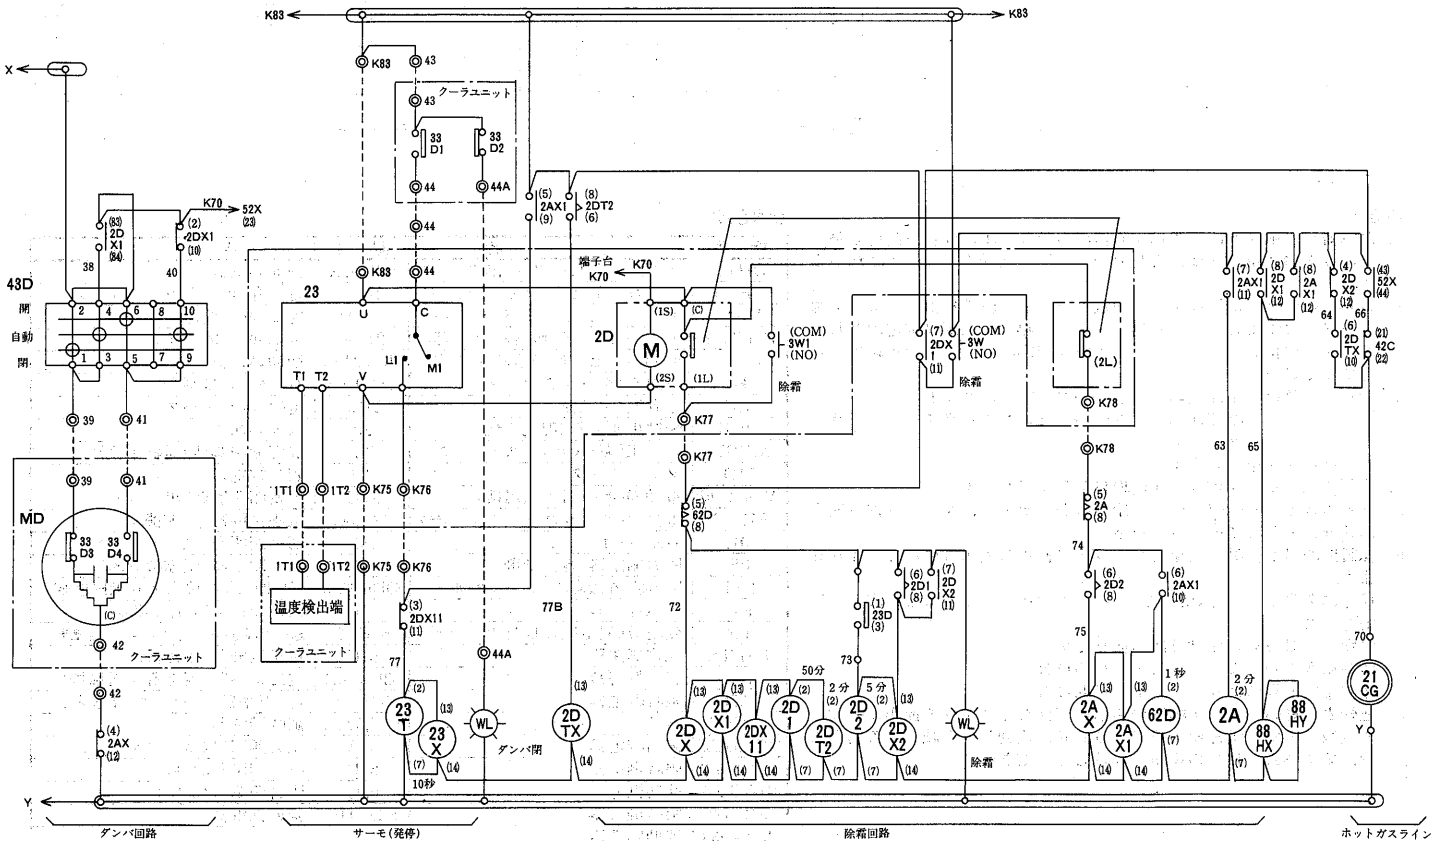 K83 K83
X
K83 43
43 クーラユニット
33 D1 33 D2
44 44A
44
K83 44
K70 52X (23)
(83) 2D X1 (84)
(2) 2DX1 (10)
38 40
43D
開
自動
閉
2 4 6 8 10
1 3 5 7 9
39 41
39 41
MD
33 D3 33 D4
(C)
42 クーラユニット
42
(4) 2AX (12)
Y
ダンパ回路
23
U C
Li1 M1
T1 T2 V
1T1 1T2 K75 K76
1T1 1T2 K75 K76
温度検出端
クーラユニット
(3) 2DX11 (11)
77
(2) 23 T (7)
10秒
(13) 23 X (14)
44A
WL
ダンパ閉
サーモ(発停)
(5) 2AX1 (9)
(8) 2DT2 (6)
77B
(13) 2D TX (14)
端子台
K70 K70
2D
(1S) (C)
M
(2S) (1L)
(COM) 3W1 (NO)
除霜
K77
K77
(5) 62D (8)
72
(7) 2DX 1 (11)
(COM) 3W (NO)
除霜
(1) 23D (3)
73
(6) 2D1 (8)
(7) 2D X2 (11)
(13) 2D X (14)
(13) 2D X1 (14)
(13) 2DX 11 (14)
50分 (2) 2D 1 (7)
2分 (2) 2D T2 (7)
5分 (2) 2D 2 (7)
(13) 2D X2 (14)
WL
除霜
(2L)
K78
K78
(5) 2A (8)
74
(6) 2D2 (8)
(6) 2AX1 (10)
75
(13) 2A X (14)
(13) 2A X1 (14)
1秒 (2) 62D (7)
(7) 2AX1 (11)
(8) 2D X1 (12)
(8) 2A X1 (12)
(4) 2D X2 (12)
(43) 52X (44)
64 66
(6) 2D TX (10)
(21) 42C (22)
63 65
2分 (2) 2A (7)
88 HX
88 HY
70
21 CG
Y
除霜回路
ホットガスライン